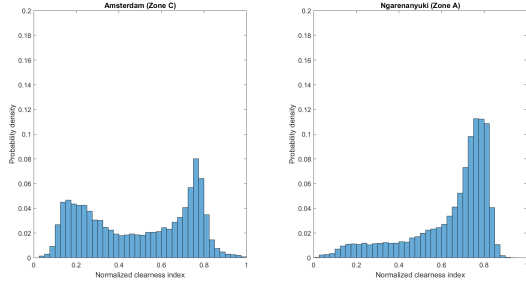 Amsterdam (Zone C)
0.2
0.18
0.16
0.14
0.12
0.1
0.08
0.06
0.04
0.02
0
Probability density
0 0.2 0.4 0.6 0.8 1
Normalized clearness index
Ngarenanyuki (Zone A)
0.2
0.18
0.16
0.14
0.12
0.1
0.08
0.06
0.04
0.02
0
Probability density
0 0.2 0.4 0.6 0.8
Normalized clearness index